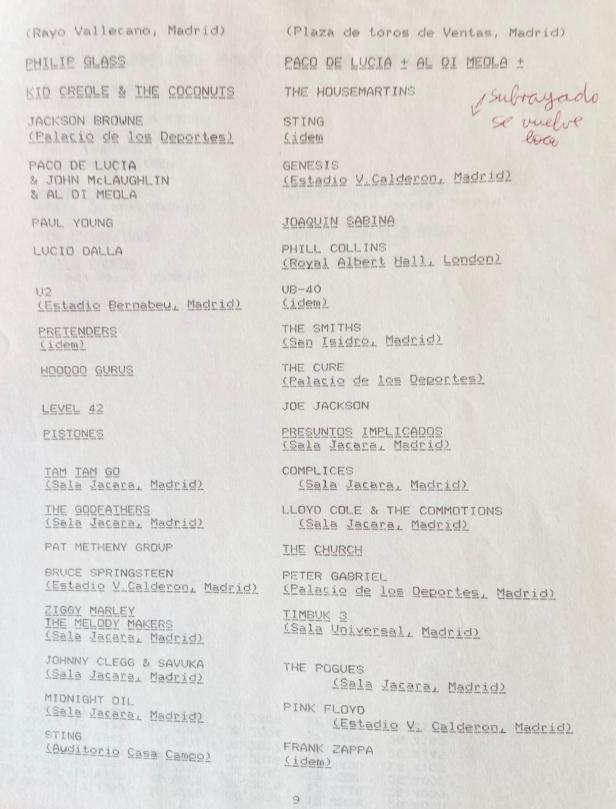 (Rayo Vallecano, Madrid)
PHILIP GLASS
KID CREOLE & THE COCONUTS
JACKSON BROWNE
(Palacio de los Deportes)
PACO DE LUCIA
& JOHN McLAUGHLIN
& AL DI MEOLA
PAUL YOUNG
LUCIO DALLA
U2
(Estadio Bernabeu, Madrid)
PRETENDERS
(idem)
HOODOO GURUS
LEVEL 42
PISTONES
TAM TAM GO
(Sala Jacara, Madrid)
THE GODFATHERS
(Sala Jacara, Madrid)
PAT METHENY GROUP
BRUCE SPRINGSTEEN
(Estadio V.Calderon, Madrid)
ZIGGY MARLEY
THE MELODY MAKERS
(Sala Jacara, Madrid)
JOHNNY CLEGG & SAVUKA
(Sala Jacara, Madrid)
MIDNIGHT OIL
(Sala Jacara, Madrid)
STING
(Auditorio Casa Campo)
(Plaza de toros de Ventas, Madrid)
PACO DE LUCIA + AL DI MEOLA +
THE HOUSEMARTINS
subrayado
se vuelve
loco
STING
(idem
GENESIS
(Estadio V.Calderon, Madrid)
JOAQUIN SABINA
PHILL COLLINS
(Royal Albert Hall, London)
UB-40
(idem)
THE SMITHS
(San Isidro, Madrid)
THE CURE
(Palacio de los Deportes)
JOE JACKSON
PRESUNTOS IMPLICADOS
(Sala Jacara, Madrid)
COMPLICES
(Sala Jacara, Madrid)
LLOYD COLE & THE COMMOTIONS
(Sala Jacara, Madrid)
THE CHURCH
PETER GABRIEL
(Palacio de los Deportes, Madrid)
TIMBUK 3
(Sala Universal, Madrid)
THE POGUES
(Sala Jacara, Madrid)
PINK FLOYD
(Estadio V. Calderon, Madrid)
FRANK ZAPPA
(idem)
9